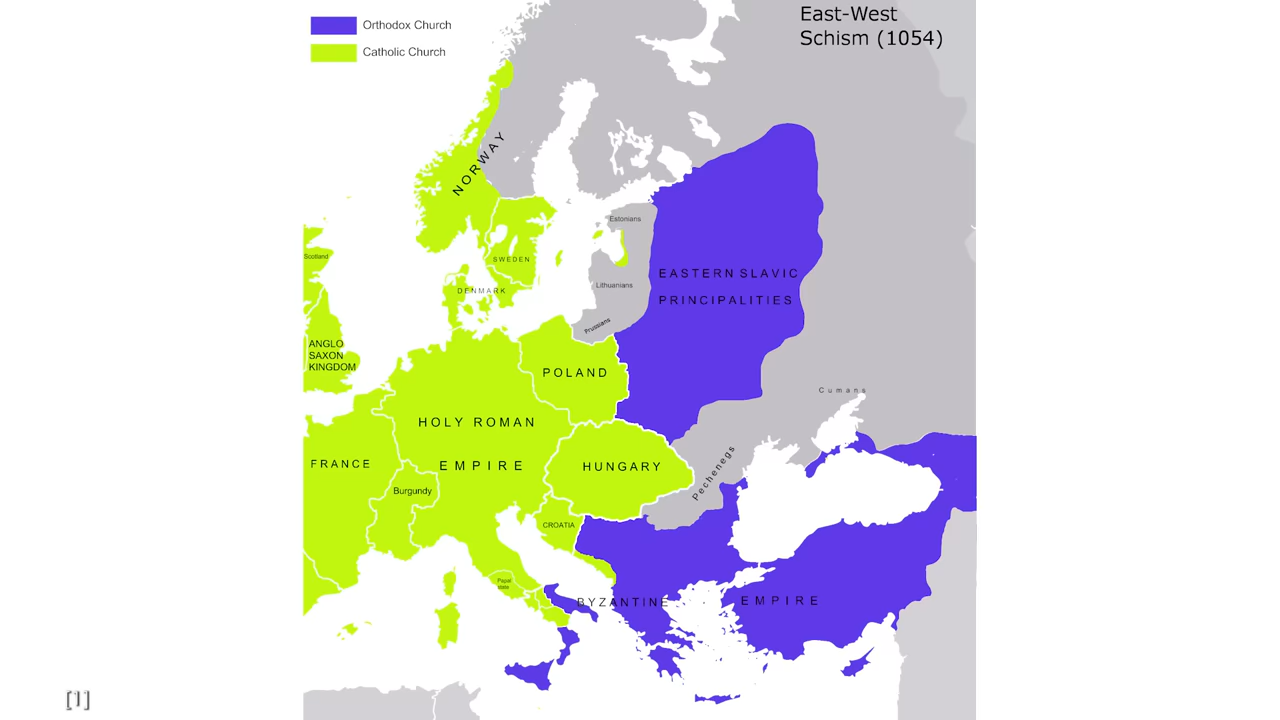 Orthodox Church
Catholic Church
East-West
Schism (1054)
NORWAY
Estonians
Scotland
SWEDEN
EASTERN SLAVIC
PRINCIPALITIES
Lithuanians
DENMARK
Prussians
ANGLO
SAXON
KINGDOM
POLAND
Cumans
HOLY ROMAN
EMPIRE
FRANCE
HUNGARY
Pechenegs
Burgundy
CROATIA
Papal
state
BYZANTINE
EMPIRE
[1]